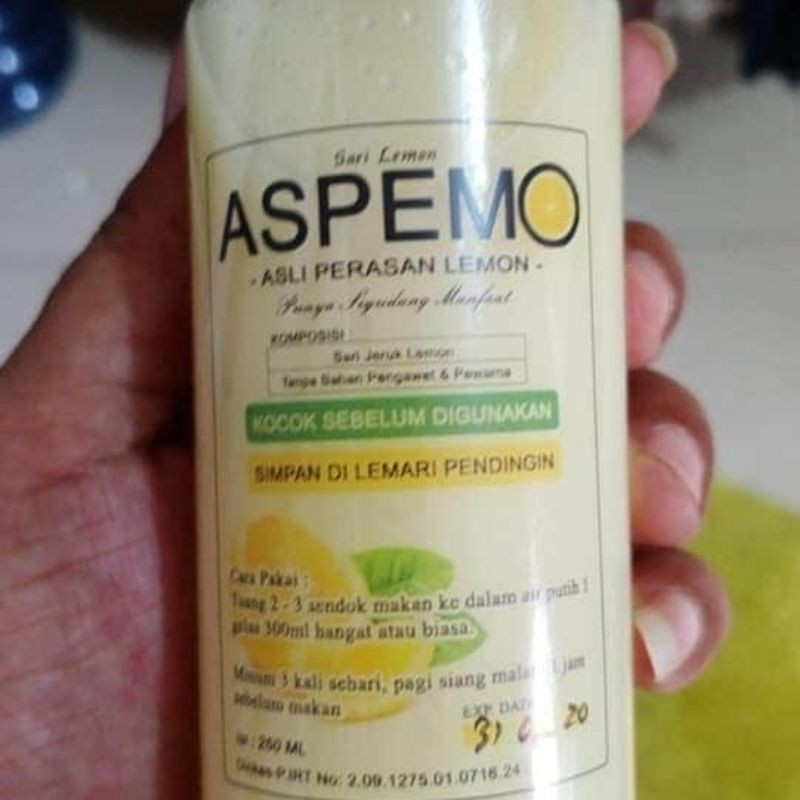 Sari Lemon
ASPEMO
- ASLI PERASAN LEMON -
Punya Segudang Manfaat
KOMPOSISI :
Sari Jeruk Lemon
Tanpa Bahan Pengawet & Pewarna
KOCOK SEBELUM DIGUNAKAN
SIMPAN DI LEMARI PENDINGIN
Cara Pakai :
Tuang 2 - 3 sendok makan ke dalam air putih 1
gelas 300ml hangat atau biasa.
Minum 3 kali sehari, pagi siang malam 1 jam
sebelum makan
EXP. DATE
31 20
: 250 ML
Dinkes P-IRT No: 2.09.1275.01.0716.24